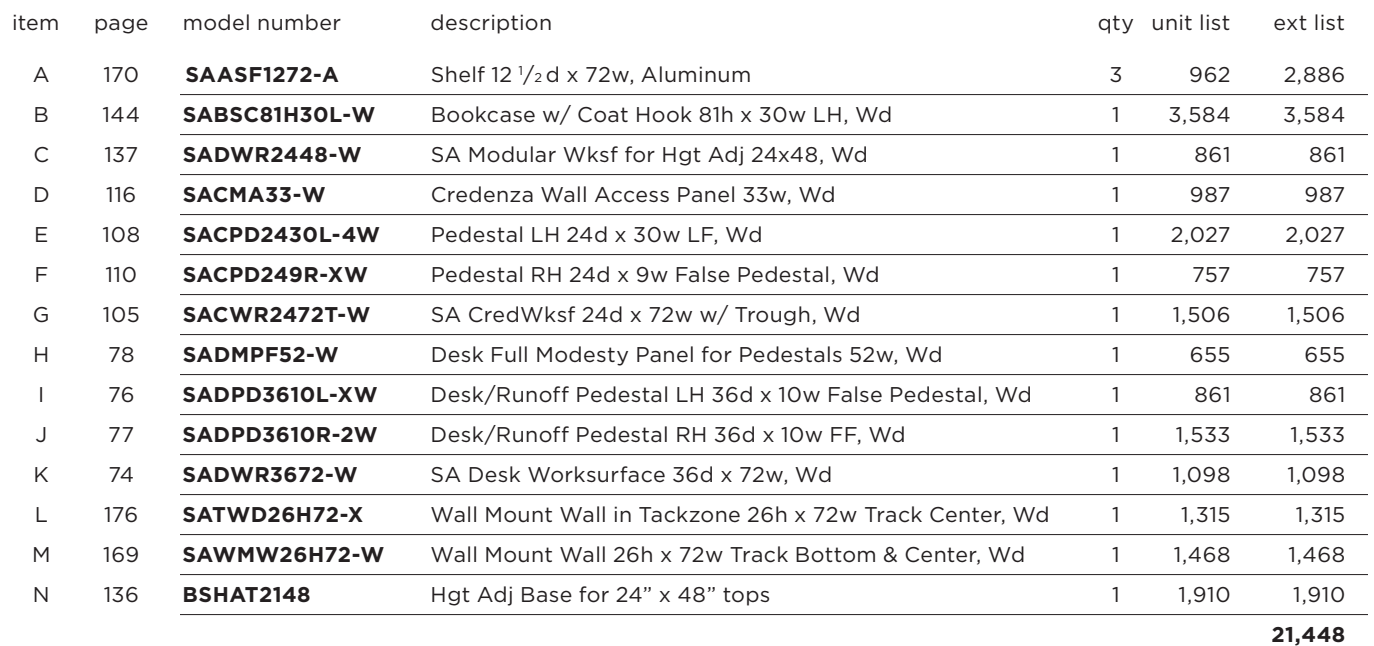 item page model number description qty unit list ext list
A 170 SAASF1272-A Shelf 12 1/2 d x 72w, Aluminum 3 962 2,886
B 144 SABSC81H30L-W Bookcase w/ Coat Hook 81h x 30w LH, Wd 1 3,584 3,584
C 137 SADWR2448-W SA Modular Wksf for Hgt Adj 24x48, Wd 1 861 861
D 116 SACMA33-W Credenza Wall Access Panel 33w, Wd 1 987 987
E 108 SACPD2430L-4W Pedestal LH 24d x 30w LF, Wd 1 2,027 2,027
F 110 SACPD249R-XW Pedestal RH 24d x 9w False Pedestal, Wd 1 757 757
G 105 SACWR2472T-W SA CredWksf 24d x 72w w/ Trough, Wd 1 1,506 1,506
H 78 SADMPF52-W Desk Full Modesty Panel for Pedestals 52w, Wd 1 655 655
I 76 SADPD3610L-XW Desk/Runoff Pedestal LH 36d x 10w False Pedestal, Wd 1 861 861
J 77 SADPD3610R-2W Desk/Runoff Pedestal RH 36d x 10w FF, Wd 1 1,533 1,533
K 74 SADWR3672-W SA Desk Worksurface 36d x 72w, Wd 1 1,098 1,098
L 176 SATWD26H72-X Wall Mount Wall in Tackzone 26h x 72w Track Center, Wd 1 1,315 1,315
M 169 SAWMW26H72-W Wall Mount Wall 26h x 72w Track Bottom & Center, Wd 1 1,468 1,468
N 136 BSHAT2148 Hgt Adj Base for 24” x 48” tops 1 1,910 1,910
21,448